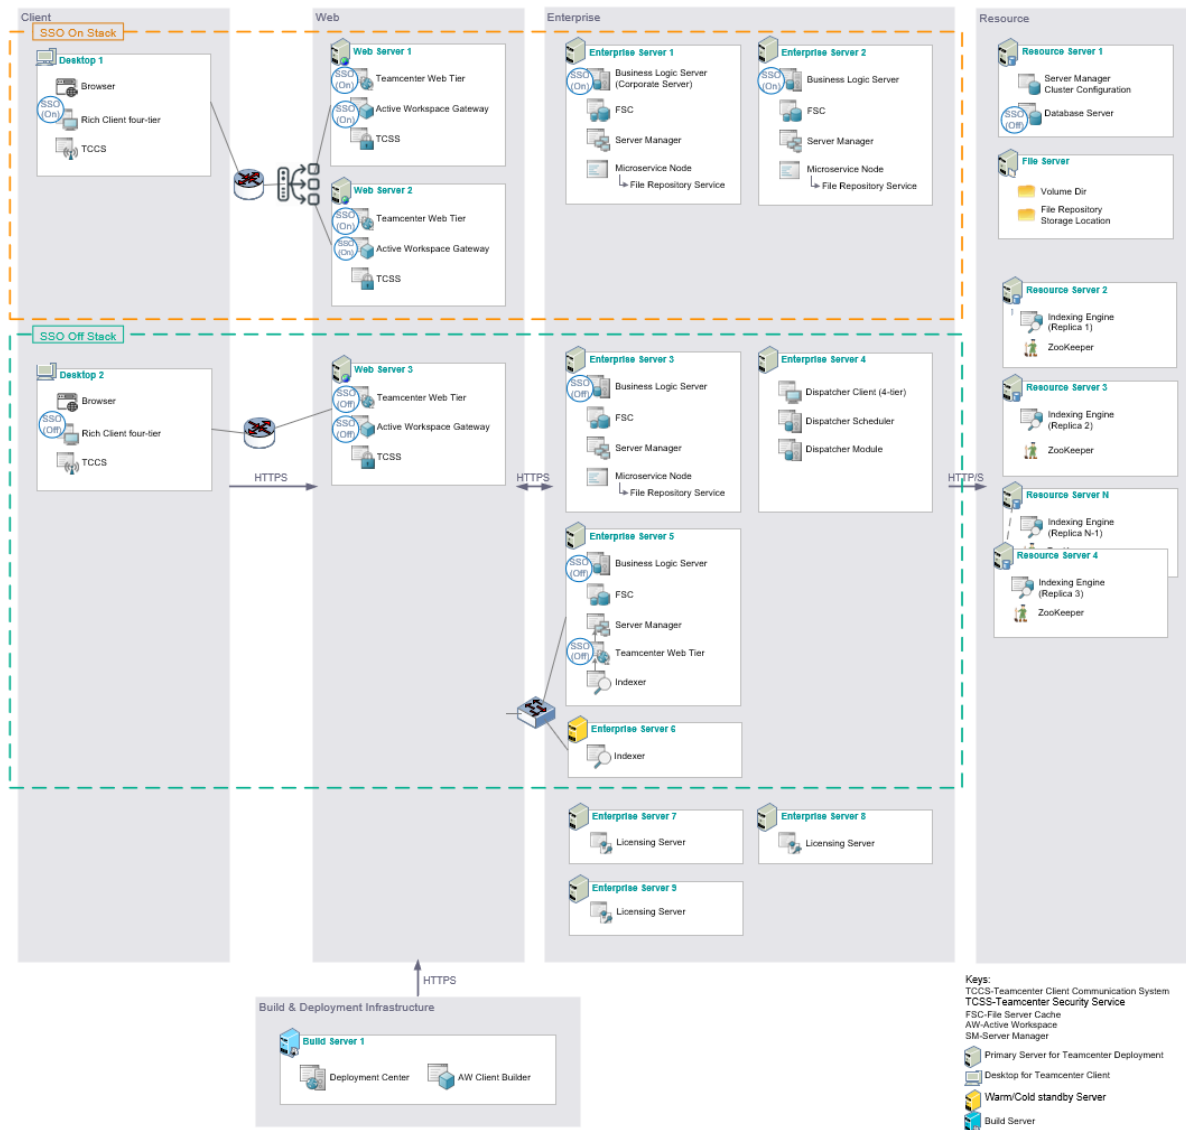 Client
Web
Enterprise
Resource
SSO On Stack
Desktop 1
Browser
SSO
(On)
Rich Client four-tier
TCCS
Web Server 1
SSO
(On)
Teamcenter Web Tier
SSO
(On)
Active Workspace Gateway
TCSS
Web Server 2
SSO
(On)
Teamcenter Web Tier
SSO
(On)
Active Workspace Gateway
TCSS
Enterprise Server 1
SSO
(On)
Business Logic Server
(Corporate Server)
FSC
Server Manager
Microservice Node
File Repository Service
Enterprise Server 2
SSO
(On)
Business Logic Server
FSC
Server Manager
Microservice Node
File Repository Service
Resource Server 1
Server Manager
Cluster Configuration
SSO
(Off)
Database Server
File Server
Volume Dir
File Repository
Storage Location
Resource Server 2
Indexing Engine
(Replica 1)
ZooKeeper
Resource Server 3
Indexing Engine
(Replica 2)
ZooKeeper
Resource Server N
Indexing Engine
(Replica N-1)
Resource Server 4
Indexing Engine
(Replica 3)
ZooKeeper
SSO Off Stack
Desktop 2
Browser
SSO
(Off)
Rich Client four-tier
TCCS
HTTPS
Web Server 3
SSO
(Off)
Teamcenter Web Tier
SSO
(Off)
Active Workspace Gateway
TCSS
HTTPS
Enterprise Server 3
SSO
(Off)
Business Logic Server
FSC
Server Manager
Microservice Node
File Repository Service
Enterprise Server 4
Dispatcher Client (4-tier)
Dispatcher Scheduler
Dispatcher Module
HTTP/S
Enterprise Server 5
SSO
(Off)
Business Logic Server
FSC
Server Manager
SSO
(Off)
Teamcenter Web Tier
Indexer
Enterprise Server 6
Indexer
Enterprise Server 7
Licensing Server
Enterprise Server 8
Licensing Server
Enterprise Server 9
Licensing Server
HTTPS
Build & Deployment Infrastructure
Build Server 1
Deployment Center
AW Client Builder
Keys:
TCCS-Teamcenter Client Communication System
TCSS-Teamcenter Security Service
FSC-File Server Cache
AW-Active Workspace
SM-Server Manager
Primary Server for Teamcenter Deployment
Desktop for Teamcenter Client
Warm/Cold standby Server
Build Server